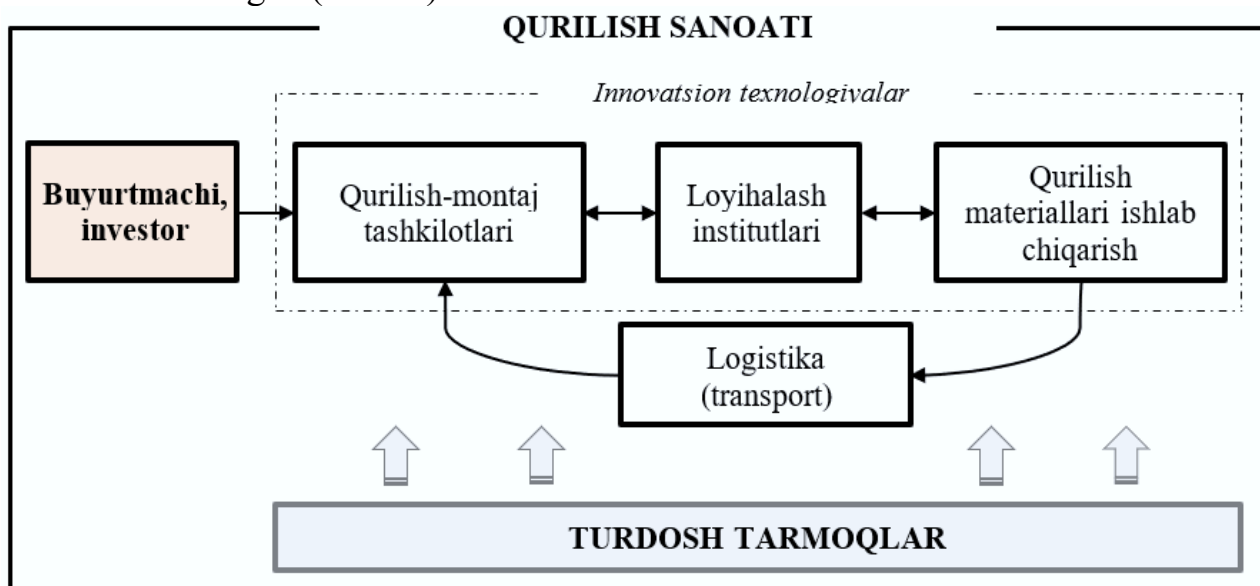 QURILISH SANOATI
Innovatsion texnologiyalar
Buyurtmachi,
investor
Qurilish-montaj
tashkilotlari
Loyihalash
institutlari
Qurilish
materiallari ishlab
chiqarish
Logistika
(transport)
TURDOSH TARMOQLAR